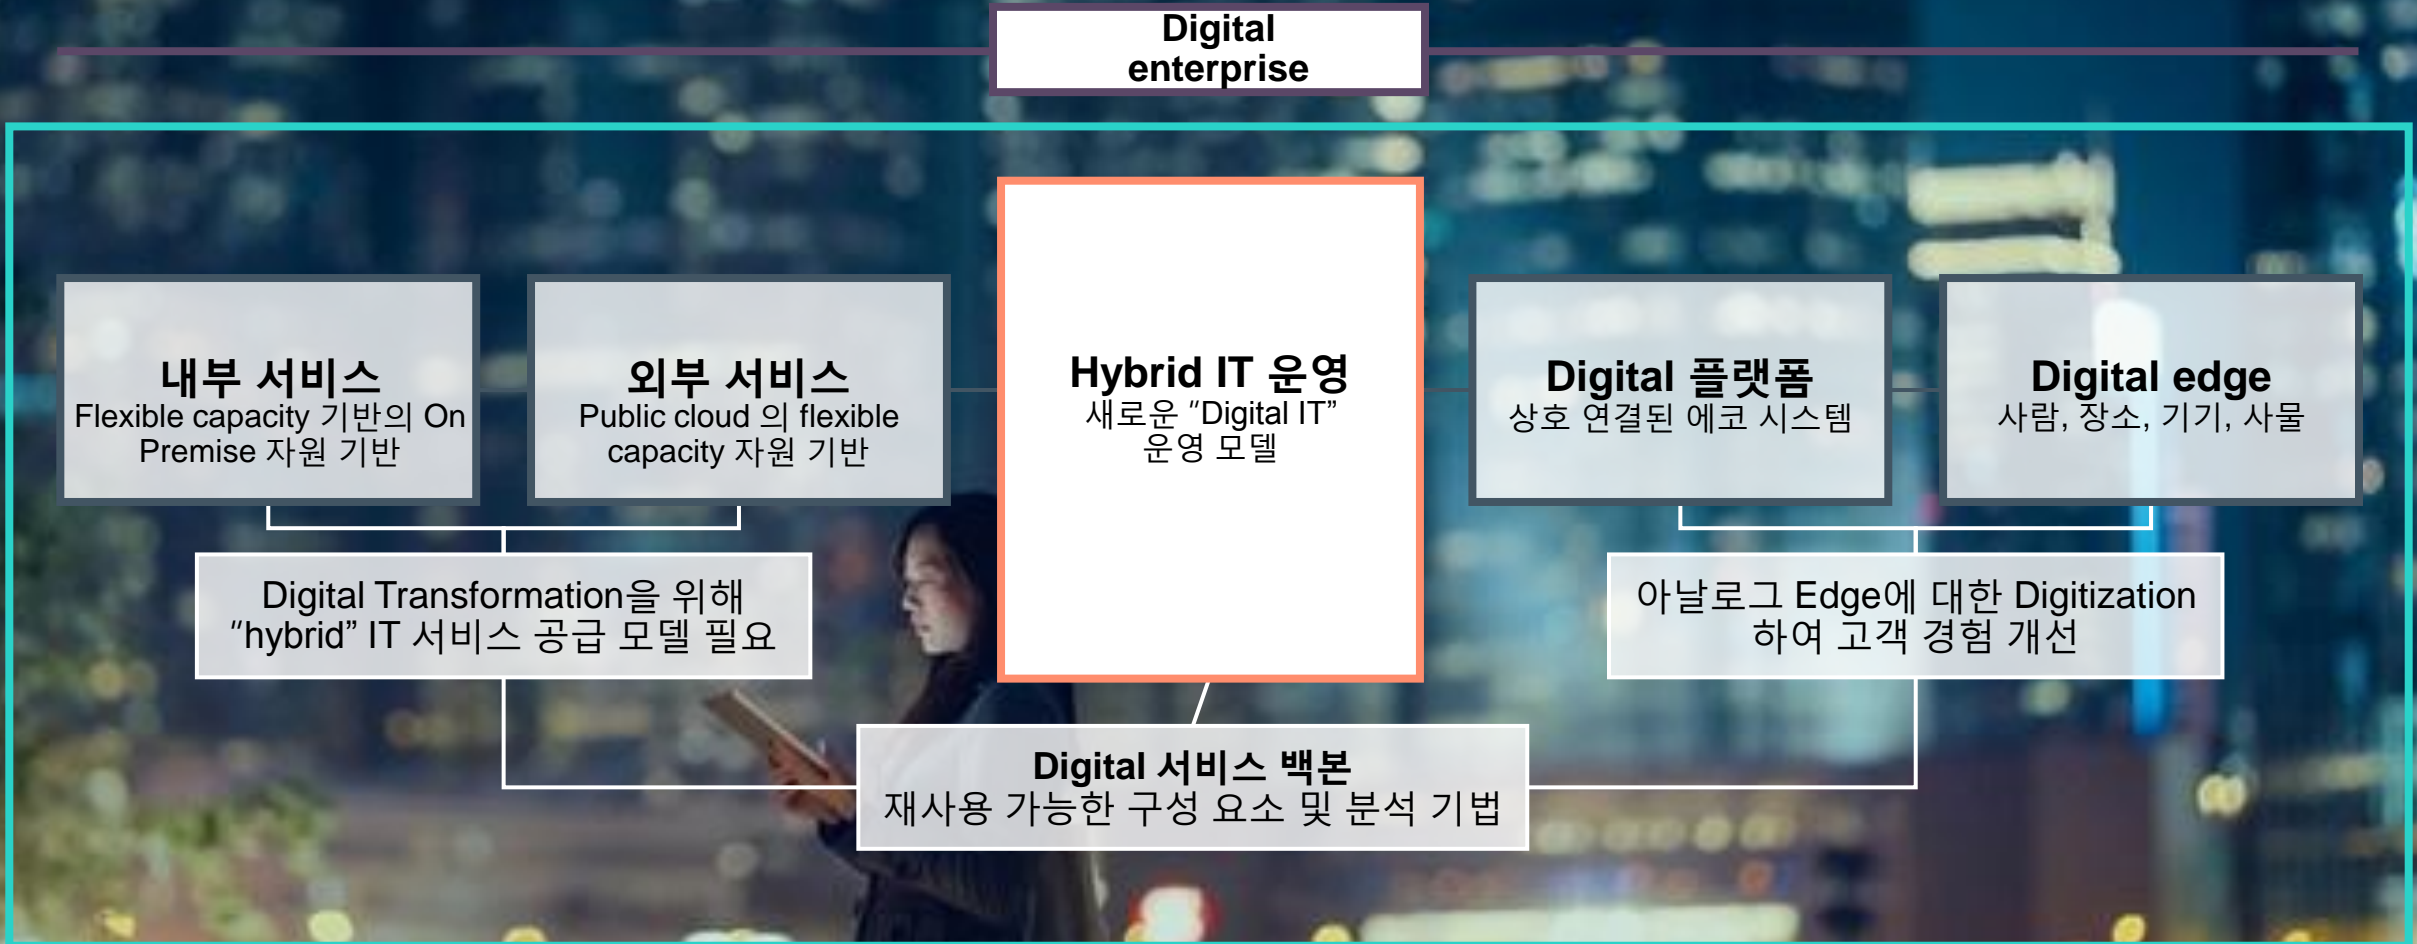 Digital
enterprise
내부 서비스
Flexible capacity 기반의 On
Premise 자원 기반
외부 서비스
Public cloud 의 flexible
capacity 자원 기반
Hybrid IT 운영
새로운 “Digital IT”
운영 모델
Digital 플랫폼
상호 연결된 에코 시스템
Digital edge
사람, 장소, 기기, 사물
Digital Transformation을 위해
“hybrid” IT 서비스 공급 모델 필요
아날로그 Edge에 대한 Digitization
하여 고객 경험 개선
Digital 서비스 백본
재사용 가능한 구성 요소 및 분석 기법